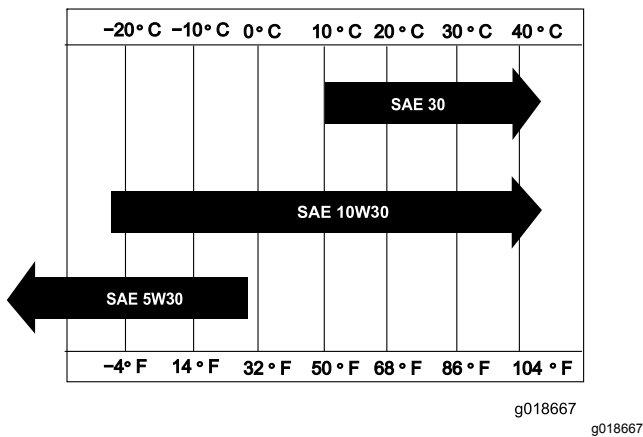 −20° C −10° C 0° C 10 ° C 20 ° C 30 ° C 40 ° C
SAE 30
SAE 10W30
SAE 5W30
−4° F 14 ° F 32 ° F 50 ° F 68 ° F 86 ° F 104 ° F
g018667
g018667